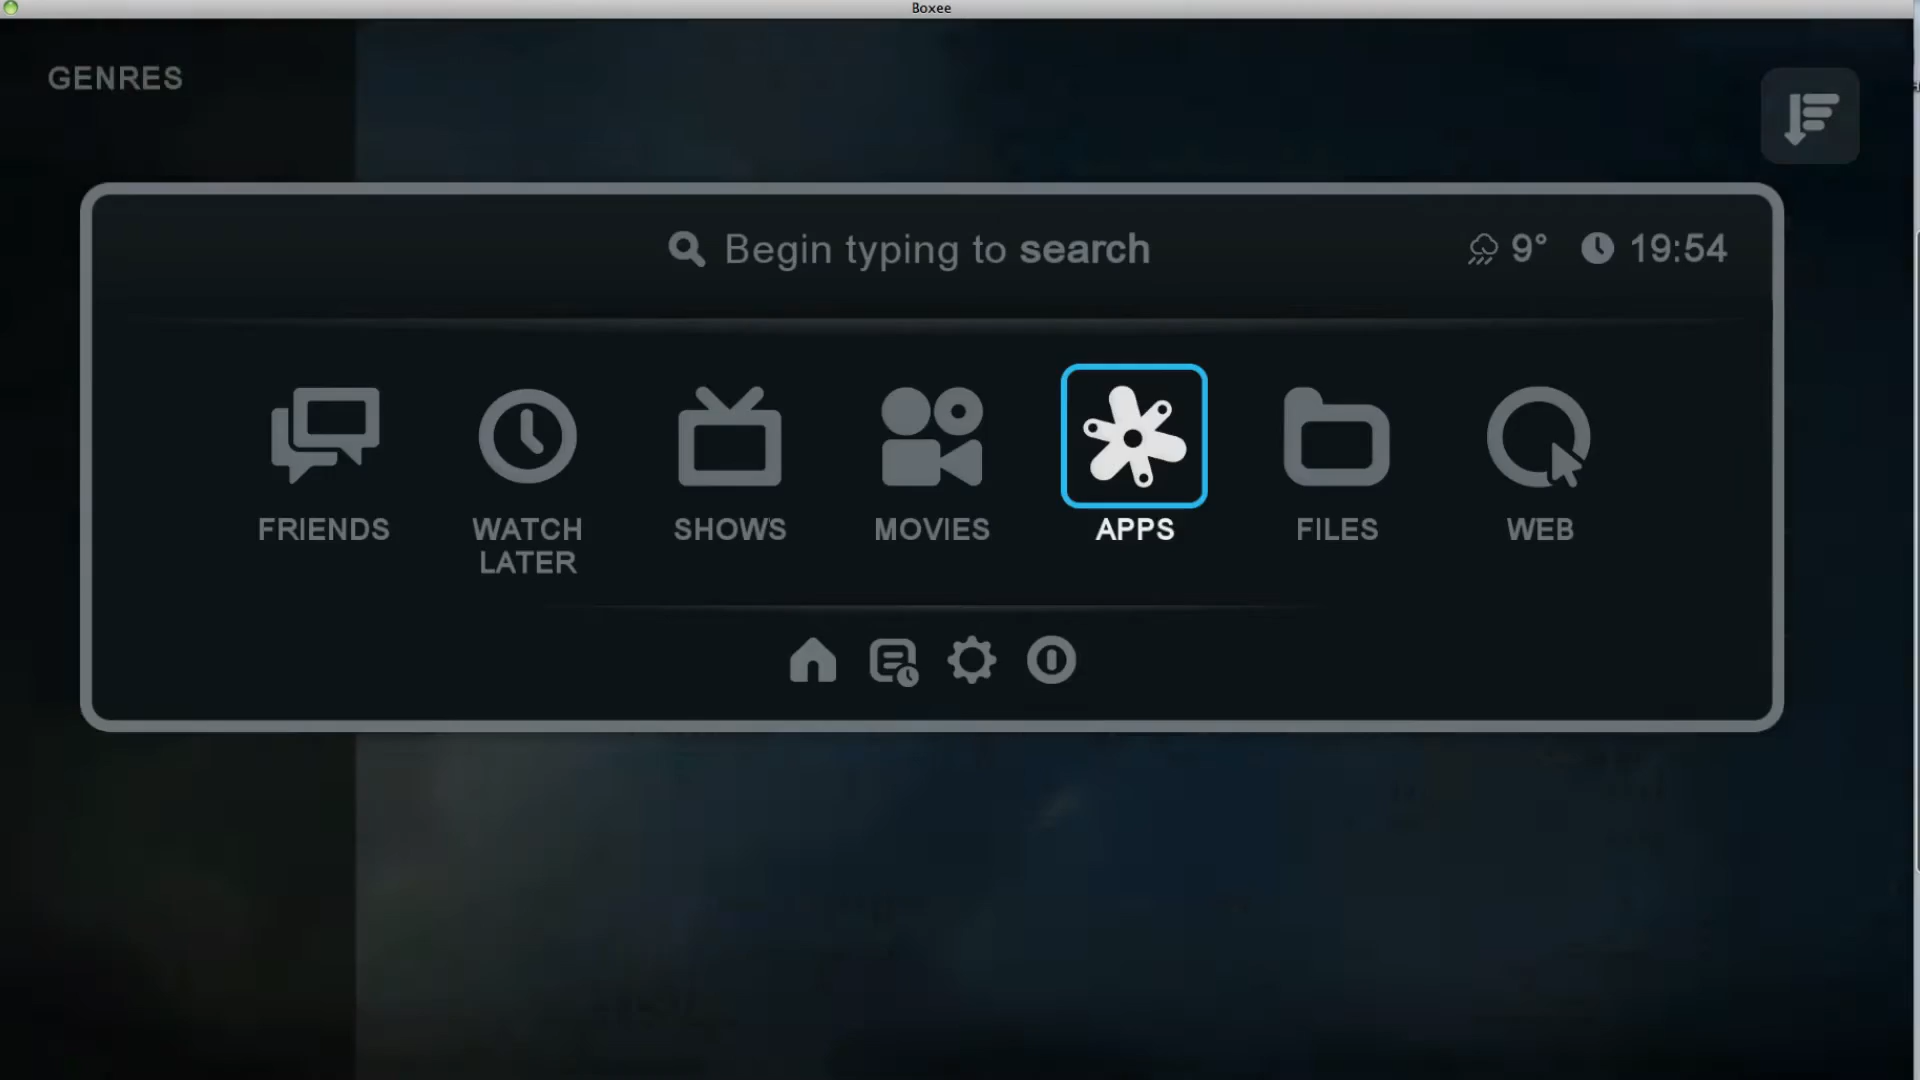 Boxee
GENRES
Begin typing to search
9° 19:54
FRIENDS
WATCH
LATER
SHOWS
MOVIES
APPS
FILES
WEB